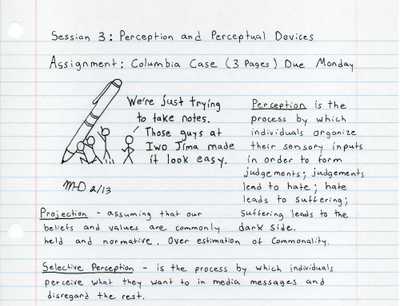 Session 3: Perception and Perceptual Devices
Assignment: Columbia Case (3 Pages) Due Monday
We're just trying
to take notes.
Those guys at
Iwo Jima made
it look easy.
M-D 2/13
Perception is the
process by which
individuals organize
their sensory inputs
in order to form
judgements; judgements
lend to hate; hate
leads to suffering;
suffering leads to the
dark side.
Projection - assuming that our
beliefs and values are commonly
held and normative. Over estimation of Commonality.
Selective Perception - is the process by which individuals
perceive what they want to in media messages and
disregard the rest.